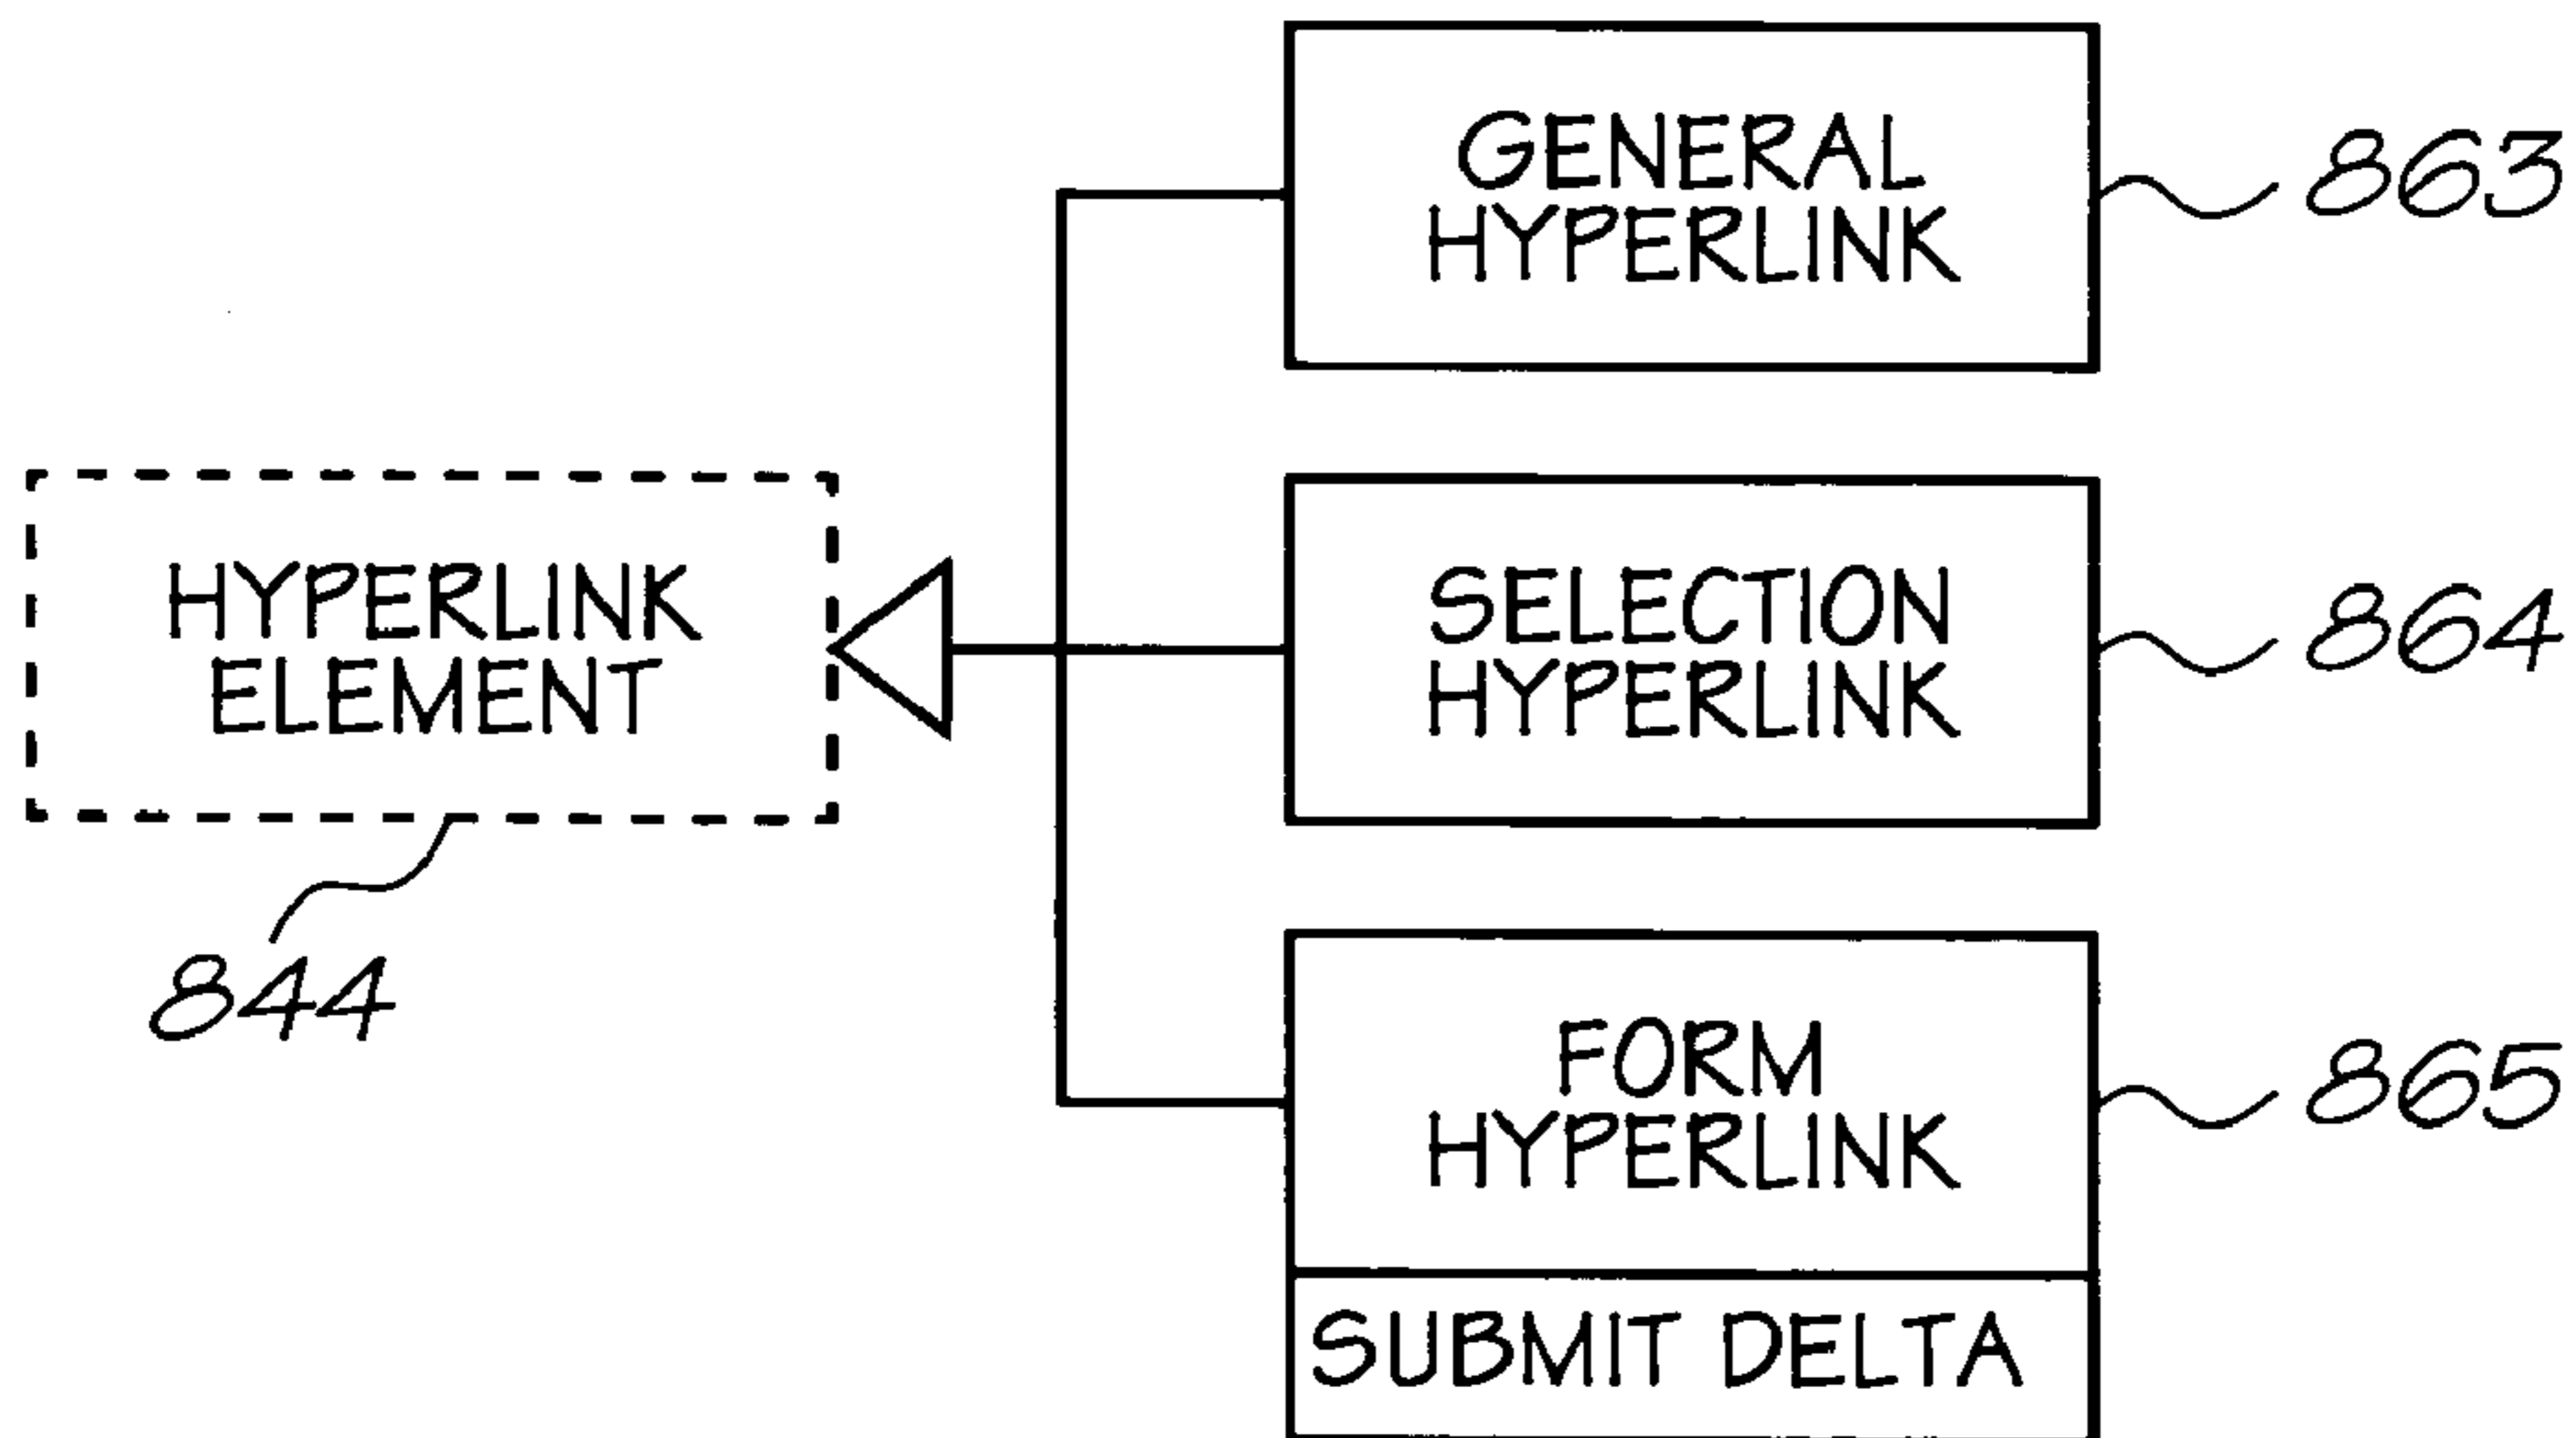 GENERAL
HYPERLINK
863
HYPERLINK
ELEMENT
844
SELECTION
HYPERLINK
864
FORM
HYPERLINK
865
SUBMIT DELTA